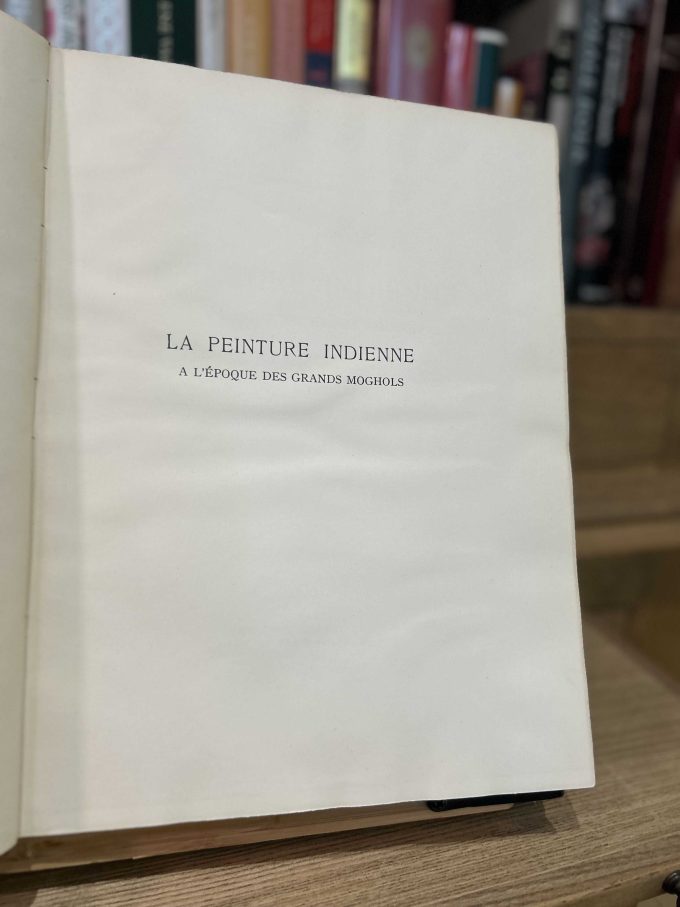 LA PEINTURE INDIENNE
A L'ÉPOQUE DES GRANDS MOGHOLS